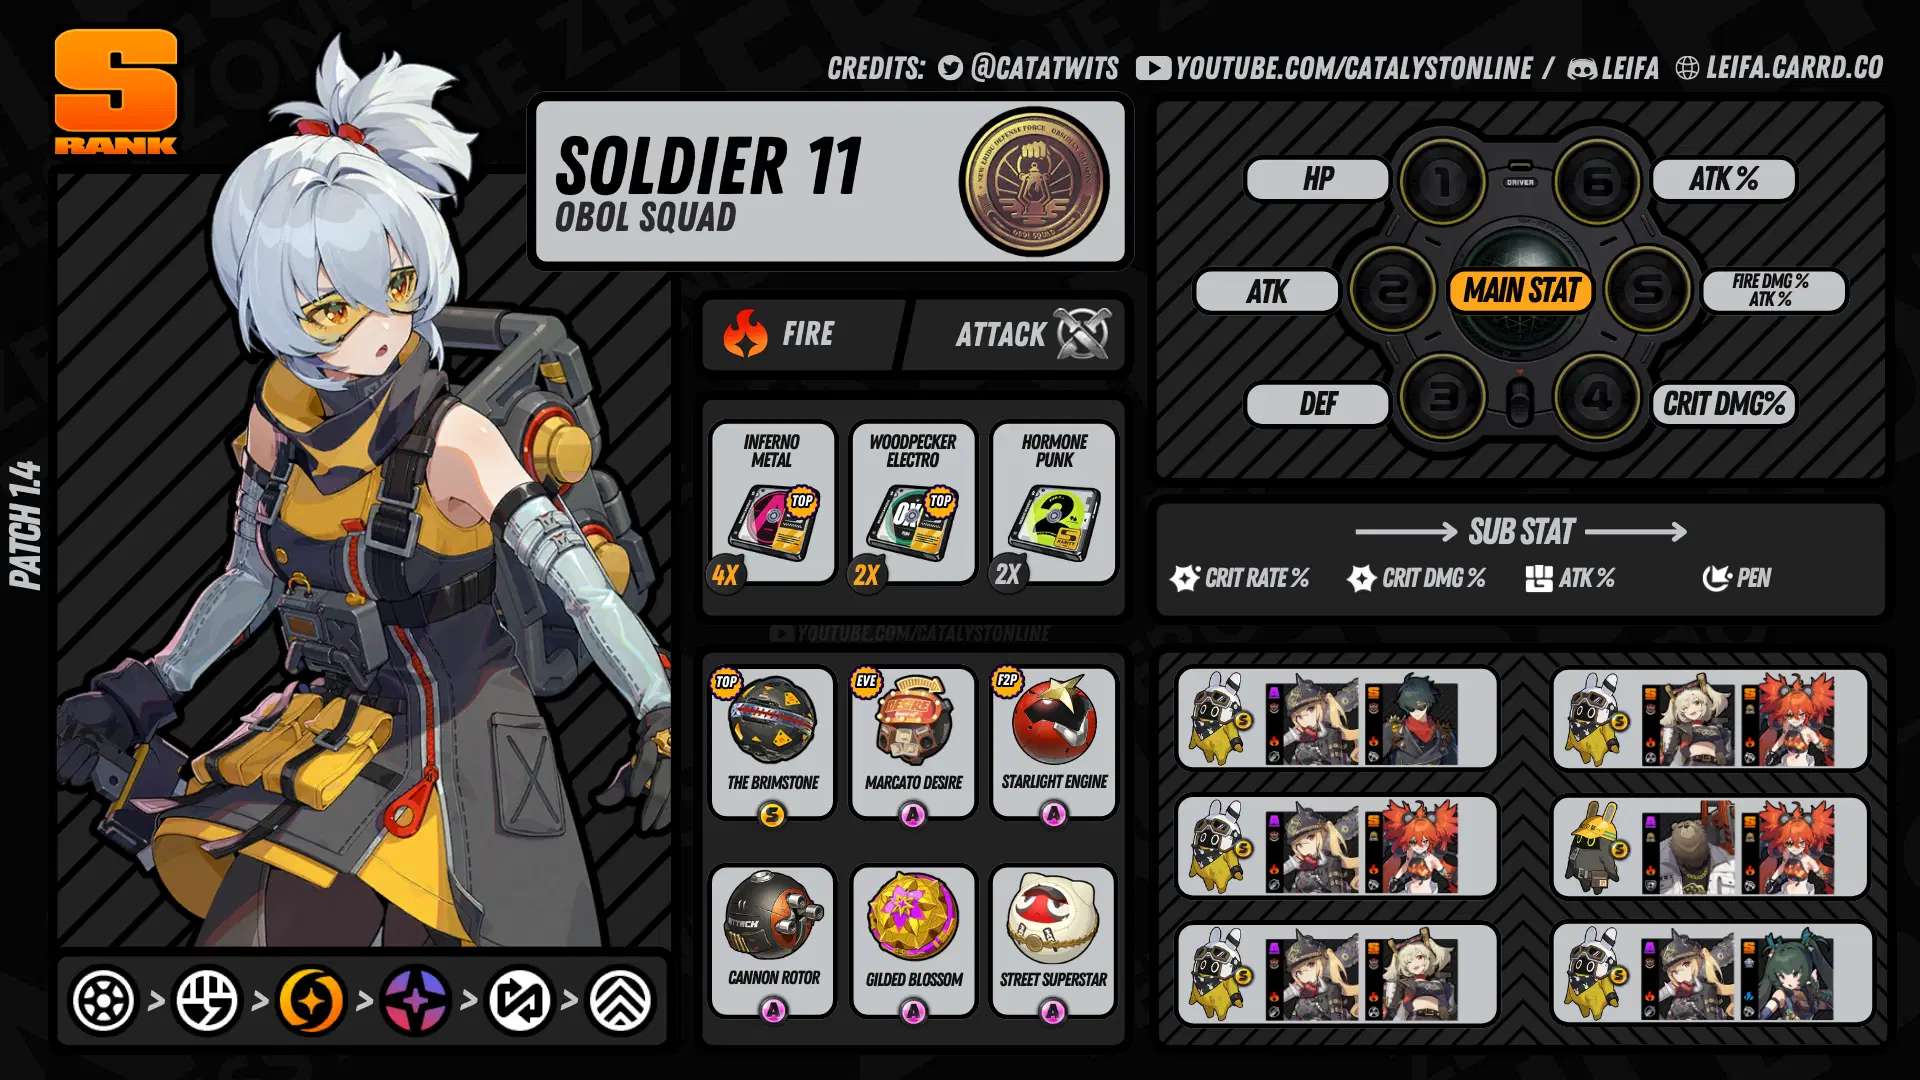 S
RANK
CREDITS: @CATATWITS YOUTUBE.COM/CATALYSTONLINE / LEIFA LEIFA.CARRD.CO
SOLDIER 11
OBOL SQUAD
FIRE
ATTACK
INFERNO
METAL
TOP
4X
WOODPECKER
ELECTRO
TOP
2X
HORMONE
PUNK
2X
YOUTUBE.COM/CATALYSTONLINE
TOP
THE BRIMSTONE
S
EVE
MARCATO DESIRE
A
F2P
STARLIGHT ENGINE
A
CANNON ROTOR
A
GILDED BLOSSOM
A
STREET SUPERSTAR
A
HP
1
DRIVER
6
ATK %
ATK
2
MAIN STAT
5
FIRE DMG %
ATK %
DEF
3
4
CRIT DMG%
SUB STAT
CRIT RATE %
CRIT DMG %
ATK %
PEN
PATCH 1.4